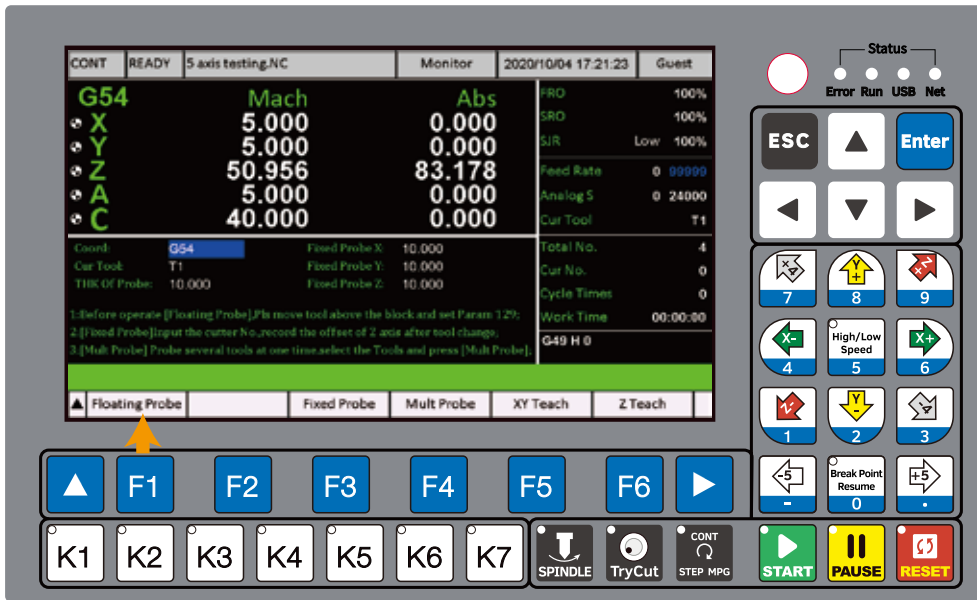 Status
Error Run USB Net
CONT READY 5 axis testing.NC Monitor 2020/10/04 17:21:23 Guest
G54 Mach Abs
X 5.000 0.000
Y 5.000 0.000
Z 50.956 83.178
A 5.000 0.000
C 40.000 0.000
FRO 100%
SRO 100%
SJR Low 100%
Feed Rate 0 99999
Analog S 0 24000
Cur Tool T1
Total No. 4
Cur No. 0
Cycle Times 0
Work Time 00:00:00
G49 H 0
Coord: G54 Fixed Probe X: 10.000
Cur Tool: T1 Fixed Probe Y: 10.000
THK Of Probe: 10.000 Fixed Probe Z: 10.000
1:Before operate [Floating Probe],Pls move tool above the block and set Param 129;
2:[Fixed Probe]Input the cutter No.,record the offset of Z axis after tool change;
3.[Mult Probe] Probe several tools at one time,select the Tools and press [Mult Probe];
Floating Probe Fixed Probe Mult Probe XY Teach Z Teach
ESC Enter
X4 Y+ Z+
7 8 9
X- High/Low Speed X+
4 5 6
Z- Y- -4
1 2 3
-5 Break Point Resume +5
- 0 .
F1 F2 F3 F4 F5 F6
K1 K2 K3 K4 K5 K6 K7
SPINDLE TryCut CONT STEP MPG START PAUSE RESET